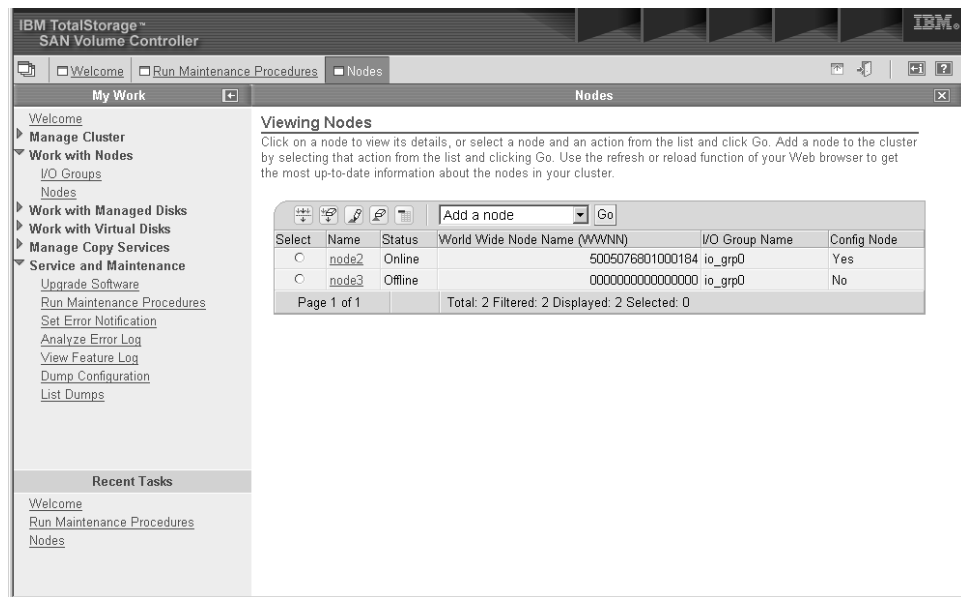 IBM TotalStorage™
SAN Volume Controller
IBM®
Welcome Run Maintenance Procedures Nodes
My Work Nodes
Welcome
Manage Cluster
Work with Nodes
I/O Groups
Nodes
Work with Managed Disks
Work with Virtual Disks
Manage Copy Services
Service and Maintenance
Upgrade Software
Run Maintenance Procedures
Set Error Notification
Analyze Error Log
View Feature Log
Dump Configuration
List Dumps
Recent Tasks
Welcome
Run Maintenance Procedures
Nodes
Viewing Nodes
Click on a node to view its details, or select a node and an action from the list and click Go. Add a node to the cluster
by selecting that action from the list and clicking Go. Use the refresh or reload function of your Web browser to get
the most up-to-date information about the nodes in your cluster.
Add a node Go
Select Name Status World Wide Node Name (WWNN) I/O Group Name Config Node
node2 Online 5005076801000184 io_grp0 Yes
node3 Offline 0000000000000000 io_grp0 No
Page 1 of 1 Total: 2 Filtered: 2 Displayed: 2 Selected: 0